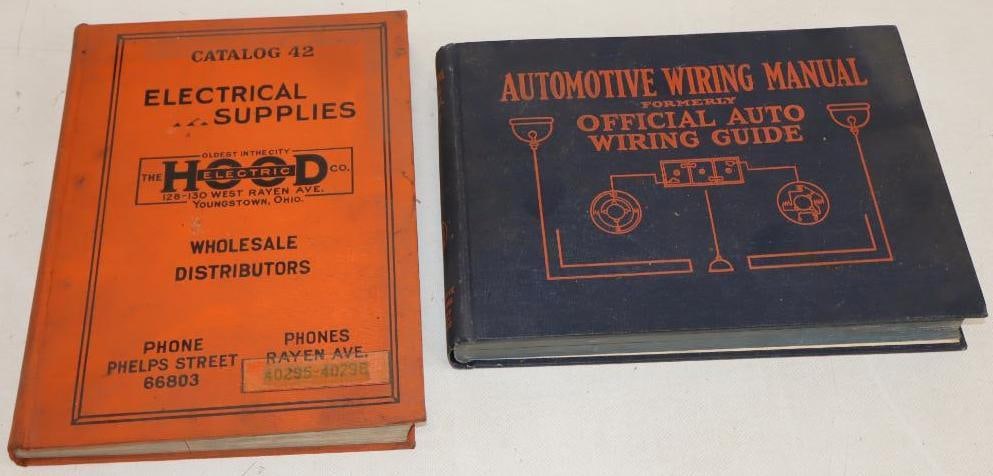 CATALOG 42
ELECTRICAL
SUPPLIES
OLDEST IN THE CITY
THE HOOD CO.
ELECTRIC
128-130 WEST RAYEN AVE.
YOUNGSTOWN, OHIO.
WHOLESALE
DISTRIBUTORS
PHONE
PHELPS STREET
66803
PHONES
RAYEN AVE.
40295-40296
AUTOMOTIVE WIRING MANUAL
FORMERLY
OFFICIAL AUTO
WIRING GUIDE